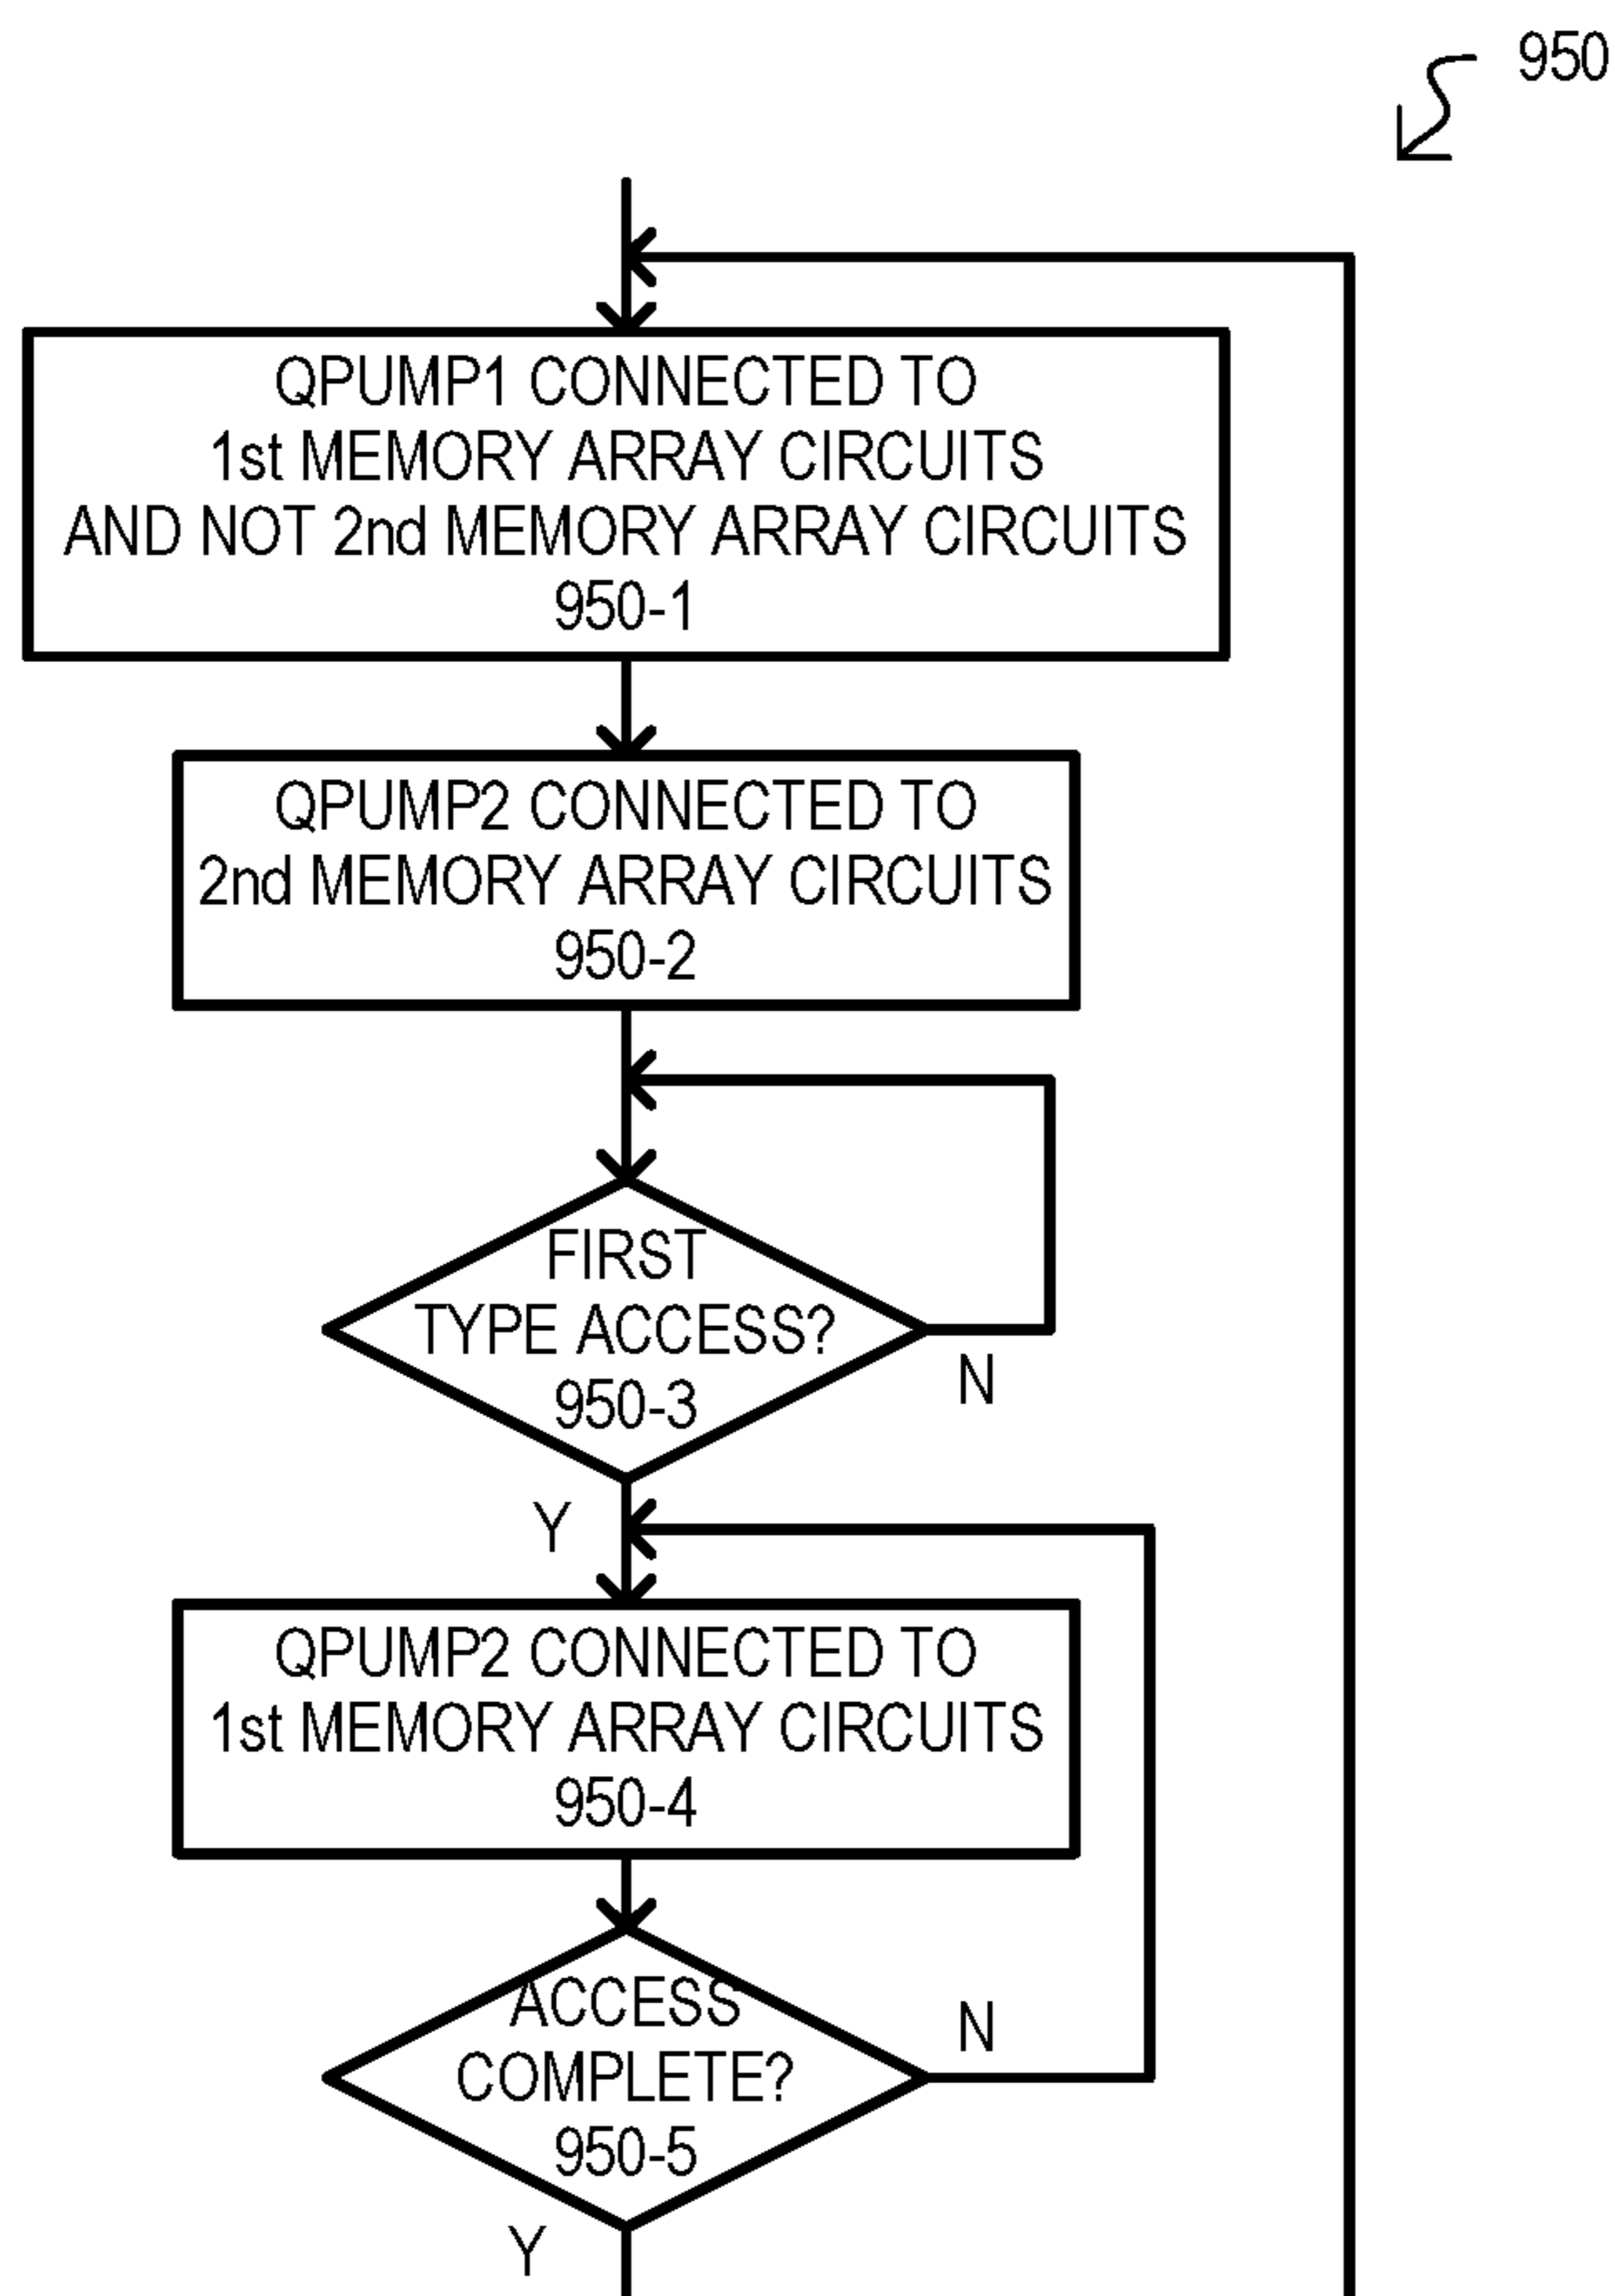 950
QPUMP1 CONNECTED TO
1st MEMORY ARRAY CIRCUITS
AND NOT 2nd MEMORY ARRAY CIRCUITS
950-1
QPUMP2 CONNECTED TO
2nd MEMORY ARRAY CIRCUITS
950-2
FIRST
TYPE ACCESS?
950-3
N
Y
QPUMP2 CONNECTED TO
1st MEMORY ARRAY CIRCUITS
950-4
ACCESS
N
COMPLETE?
950-5
Y